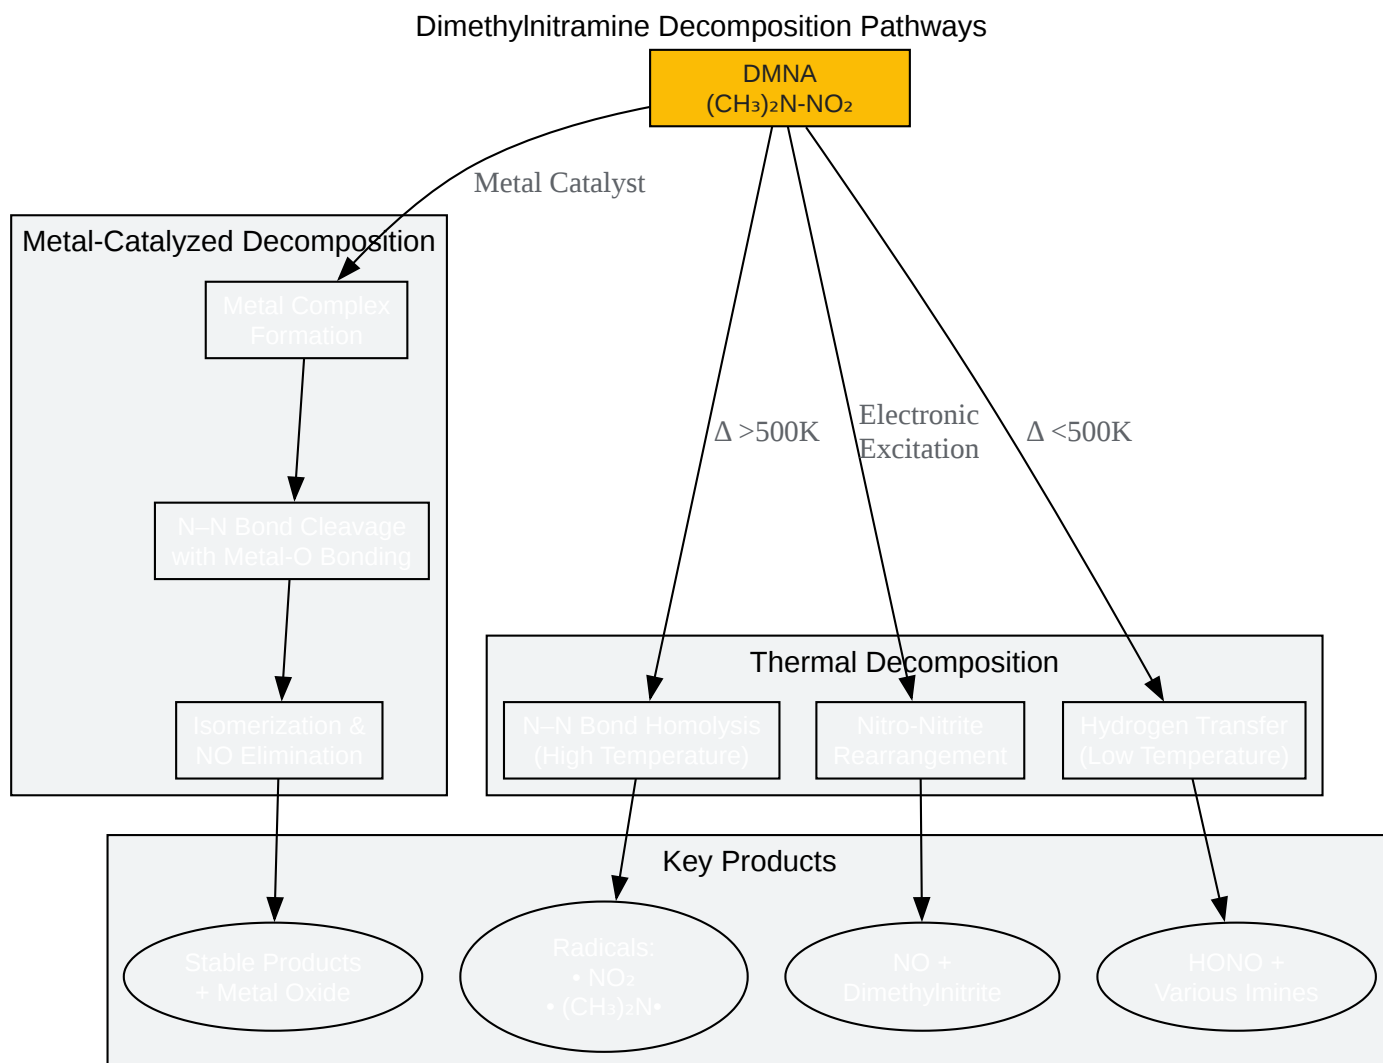 Dimethylnitramine Decomposition Pathways
DMNA
(CH₃)₂N-NO₂
Metal Catalyst
Metal-Catalyzed Decomposition
Metal Complex
Formation
Δ >500K
Electronic
Excitation
Δ <500K
N–N Bond Cleavage
with Metal-O Bonding
Thermal Decomposition
Isomerization &
NO Elimination
N–N Bond Homolysis
(High Temperature)
Nitro-Nitrite
Rearrangement
Hydrogen Transfer
(Low Temperature)
Key Products
Stable Products
+ Metal Oxide
Radicals:
• NO₂
• (CH₃)₂N•
NO +
Dimethylnitrite
HONO +
Various Imines